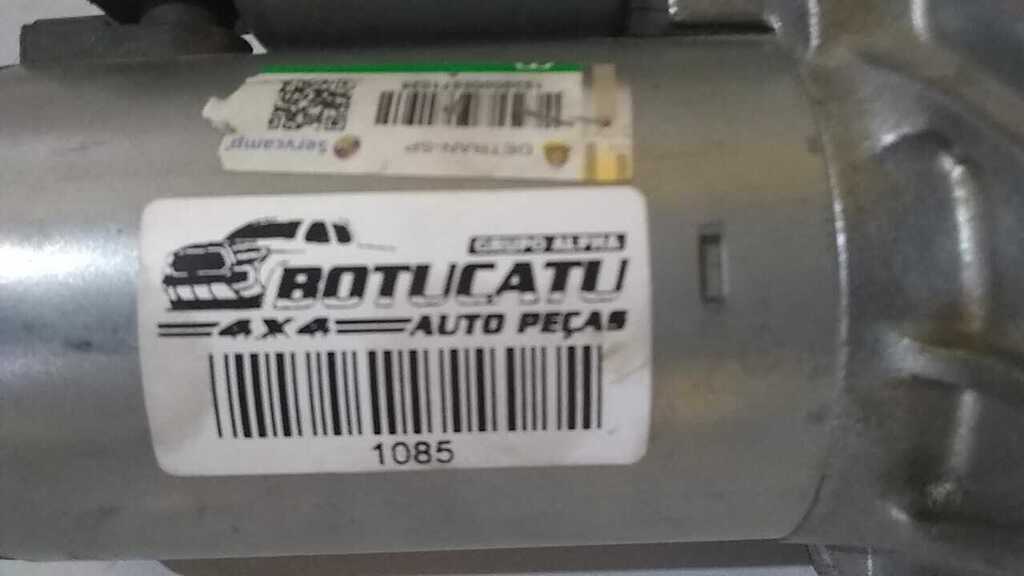 DETRAN-SP
Servcamp
GRUPO ALPHA
BOTUCATU
4X4 AUTO PEÇAS
1085